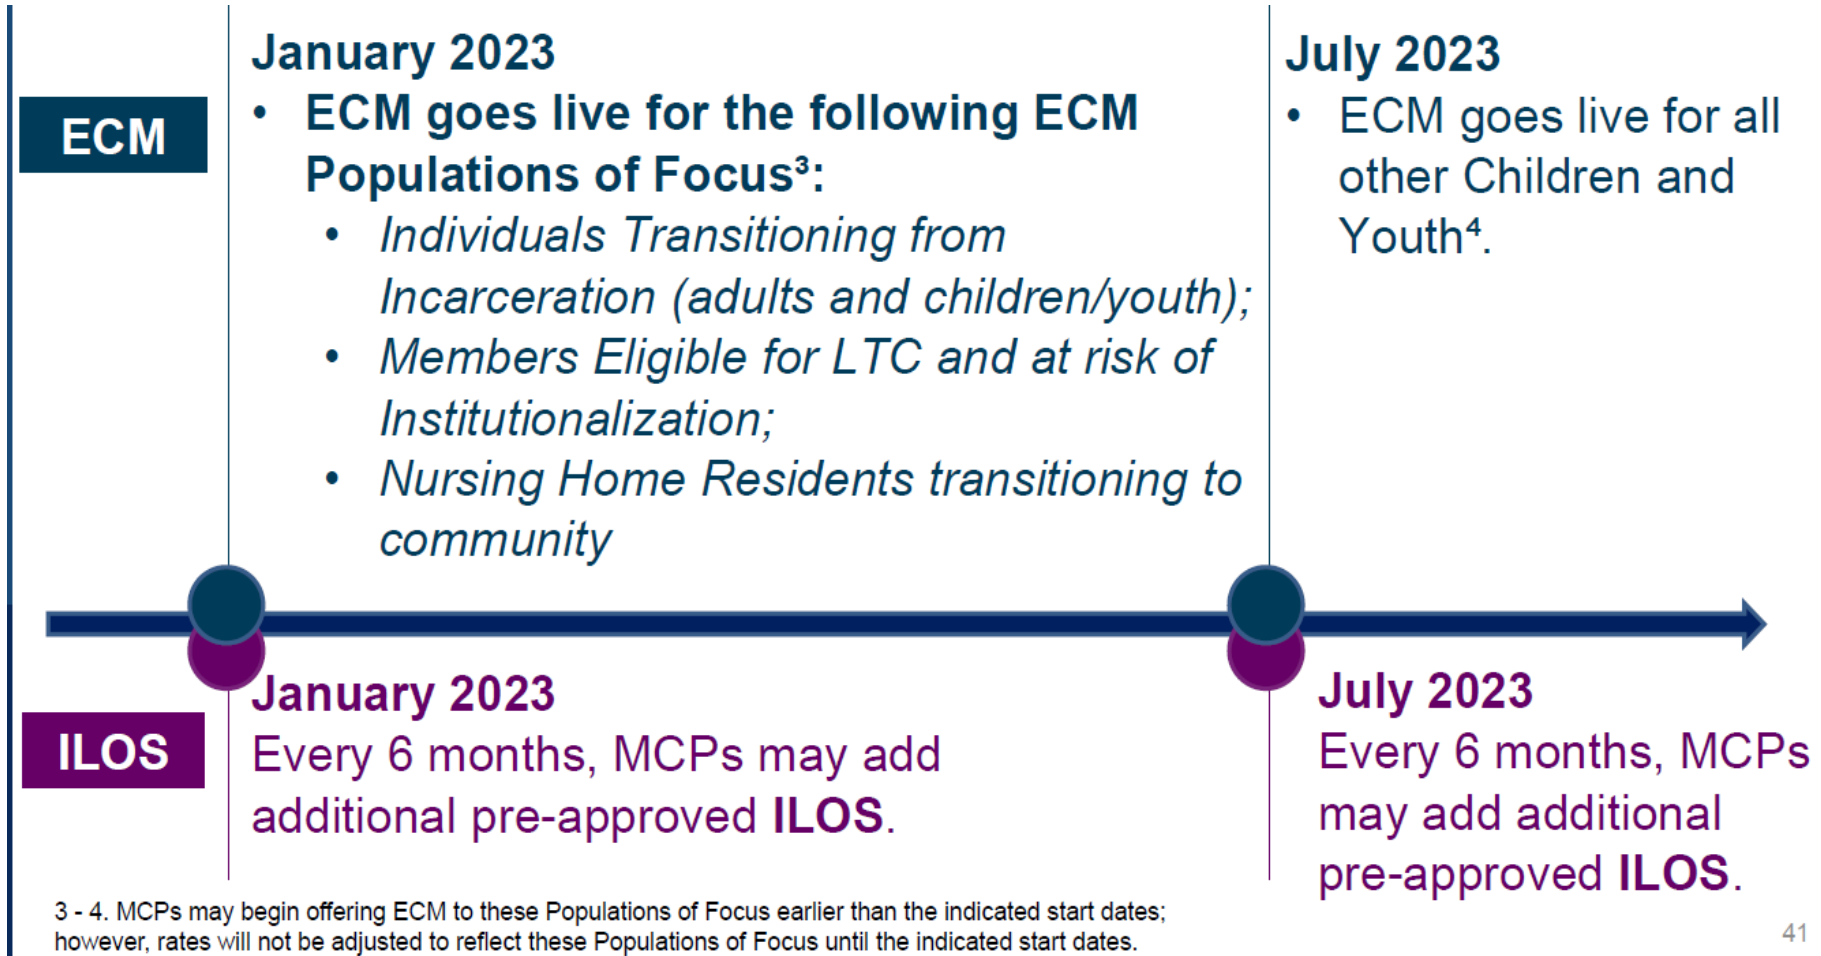 ECM
January 2023
• ECM goes live for the following ECM
Populations of Focus³:
• Individuals Transitioning from
Incarceration (adults and children/youth);
• Members Eligible for LTC and at risk of
Institutionalization;
• Nursing Home Residents transitioning to
community
July 2023
• ECM goes live for all
other Children and
Youth⁴.
ILOS
January 2023
Every 6 months, MCPs may add
additional pre-approved ILOS.
July 2023
Every 6 months, MCPs
may add additional
pre-approved ILOS.
3 - 4. MCPs may begin offering ECM to these Populations of Focus earlier than the indicated start dates;
however, rates will not be adjusted to reflect these Populations of Focus until the indicated start dates.
41